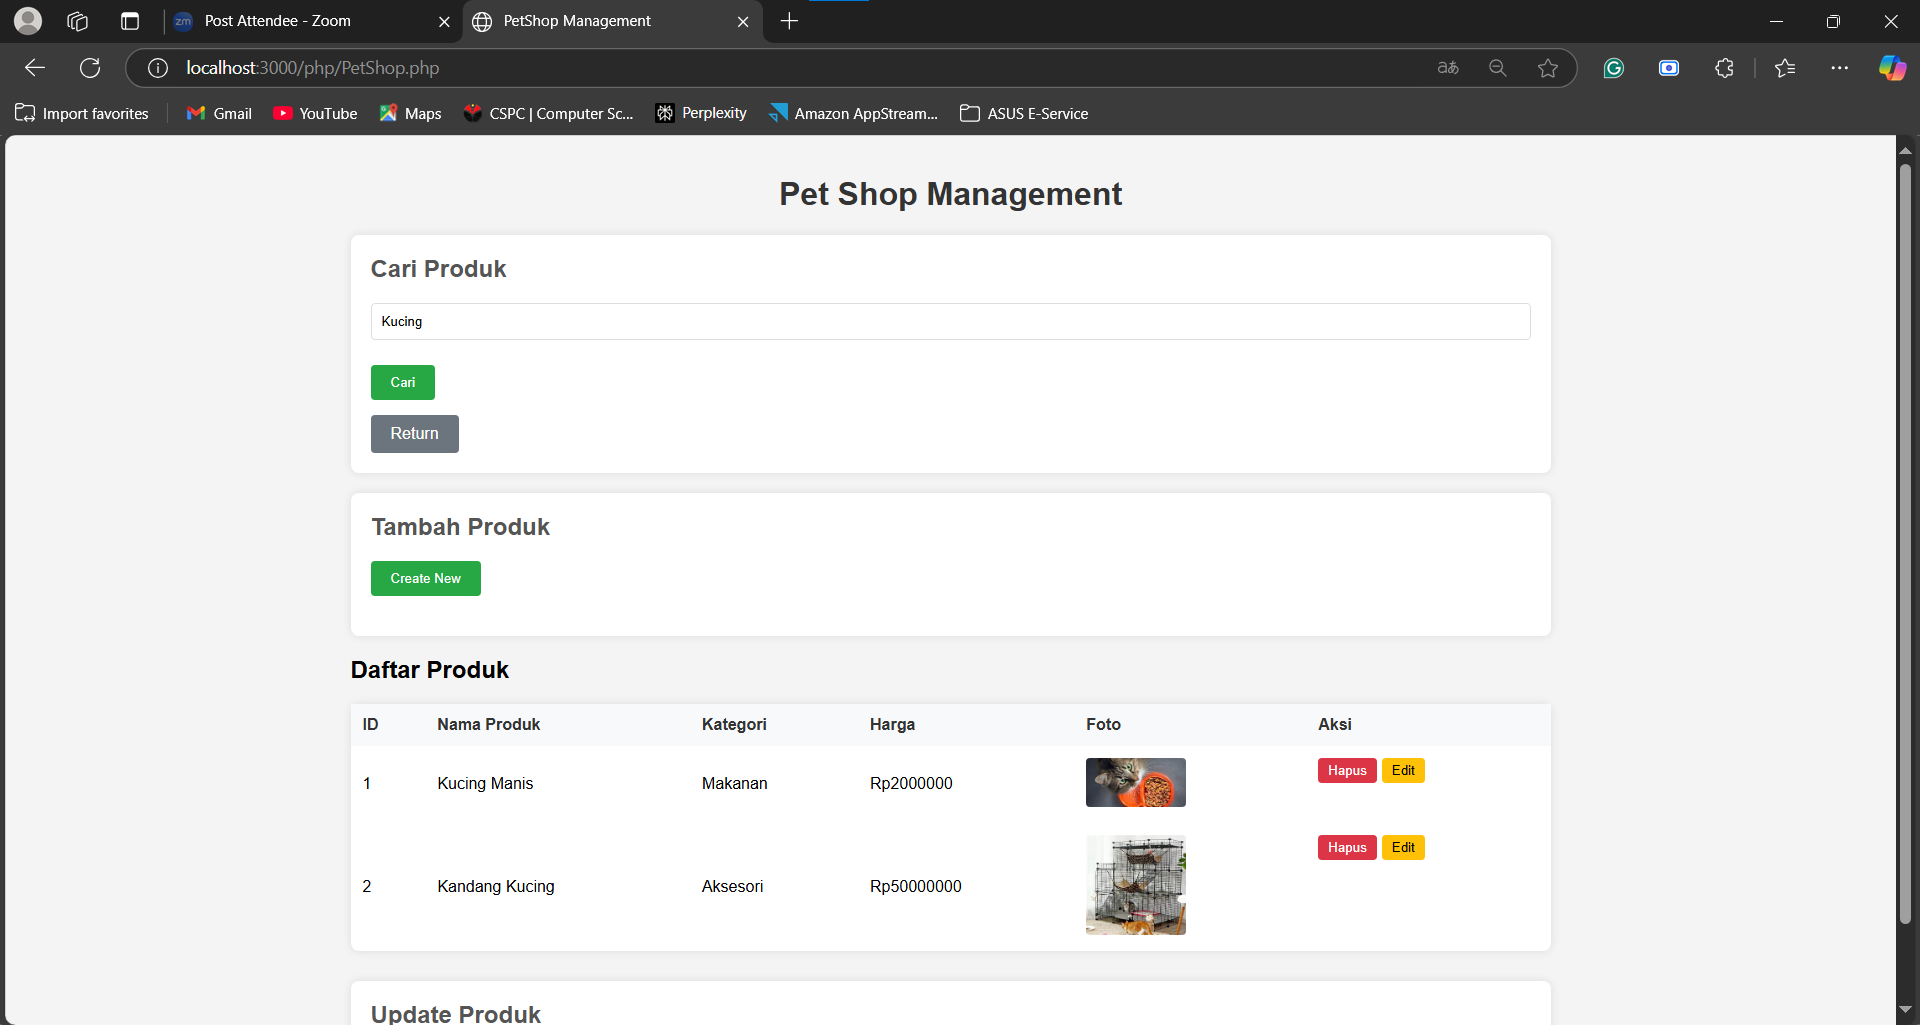 zm Post Attendee - Zoom
PetShop Management
localhost:3000/php/PetShop.php
aあ
Import favorites
Gmail
YouTube
Maps
CSPC | Computer Sc...
Perplexity
Amazon AppStream...
ASUS E-Service
Pet Shop Management
Cari Produk
Kucing
Cari
Return
Tambah Produk
Create New
Daftar Produk
ID Nama Produk Kategori Harga Foto Aksi
1 Kucing Manis Makanan Rp2000000 Hapus Edit
2 Kandang Kucing Aksesori Rp50000000 Hapus Edit
Update Produk